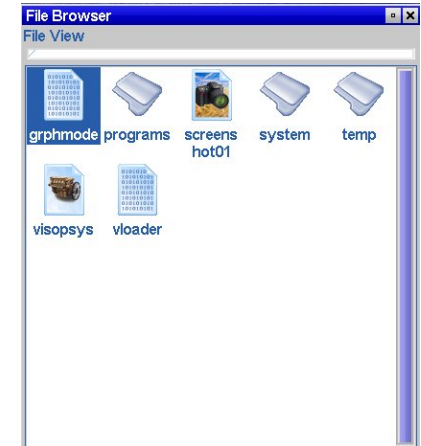 File Browser
File View
/
grphmode programs screens system temp
hot01
visopsys vloader